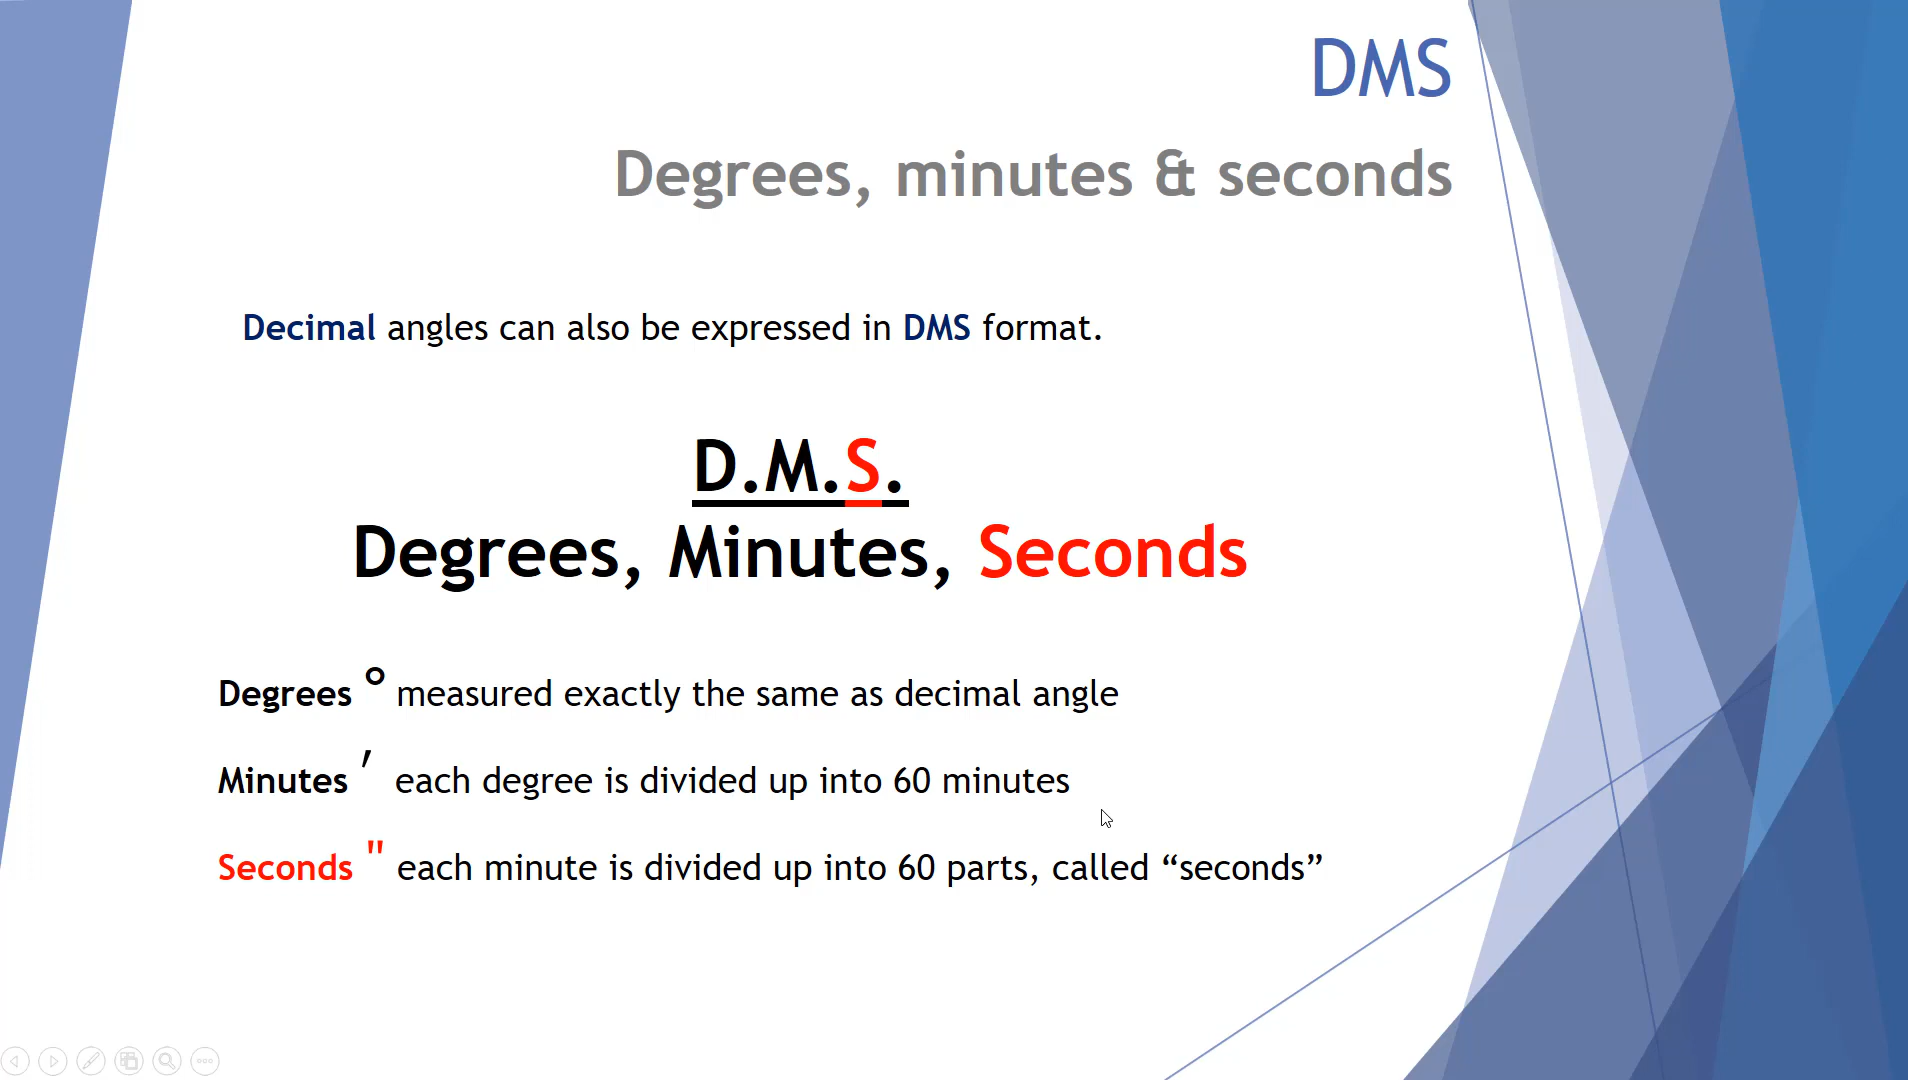 DMS
Degrees, minutes & seconds
Decimal angles can also be expressed in DMS format.
D.M.S.
Degrees, Minutes, Seconds
Degrees ° measured exactly the same as decimal angle
Minutes ′ each degree is divided up into 60 minutes
Seconds " each minute is divided up into 60 parts, called “seconds”